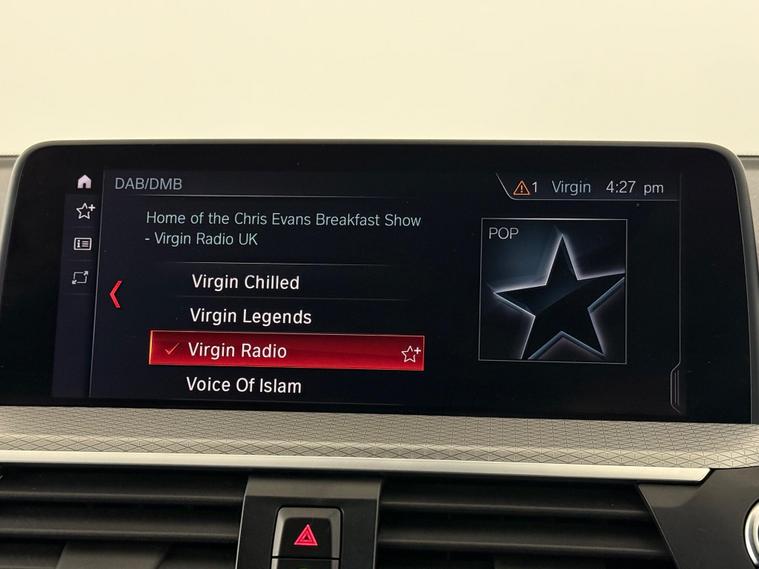 DAB/DMB
1 Virgin 4:27 pm
Home of the Chris Evans Breakfast Show
- Virgin Radio UK
POP
Virgin Chilled
Virgin Legends
Virgin Radio
Voice Of Islam